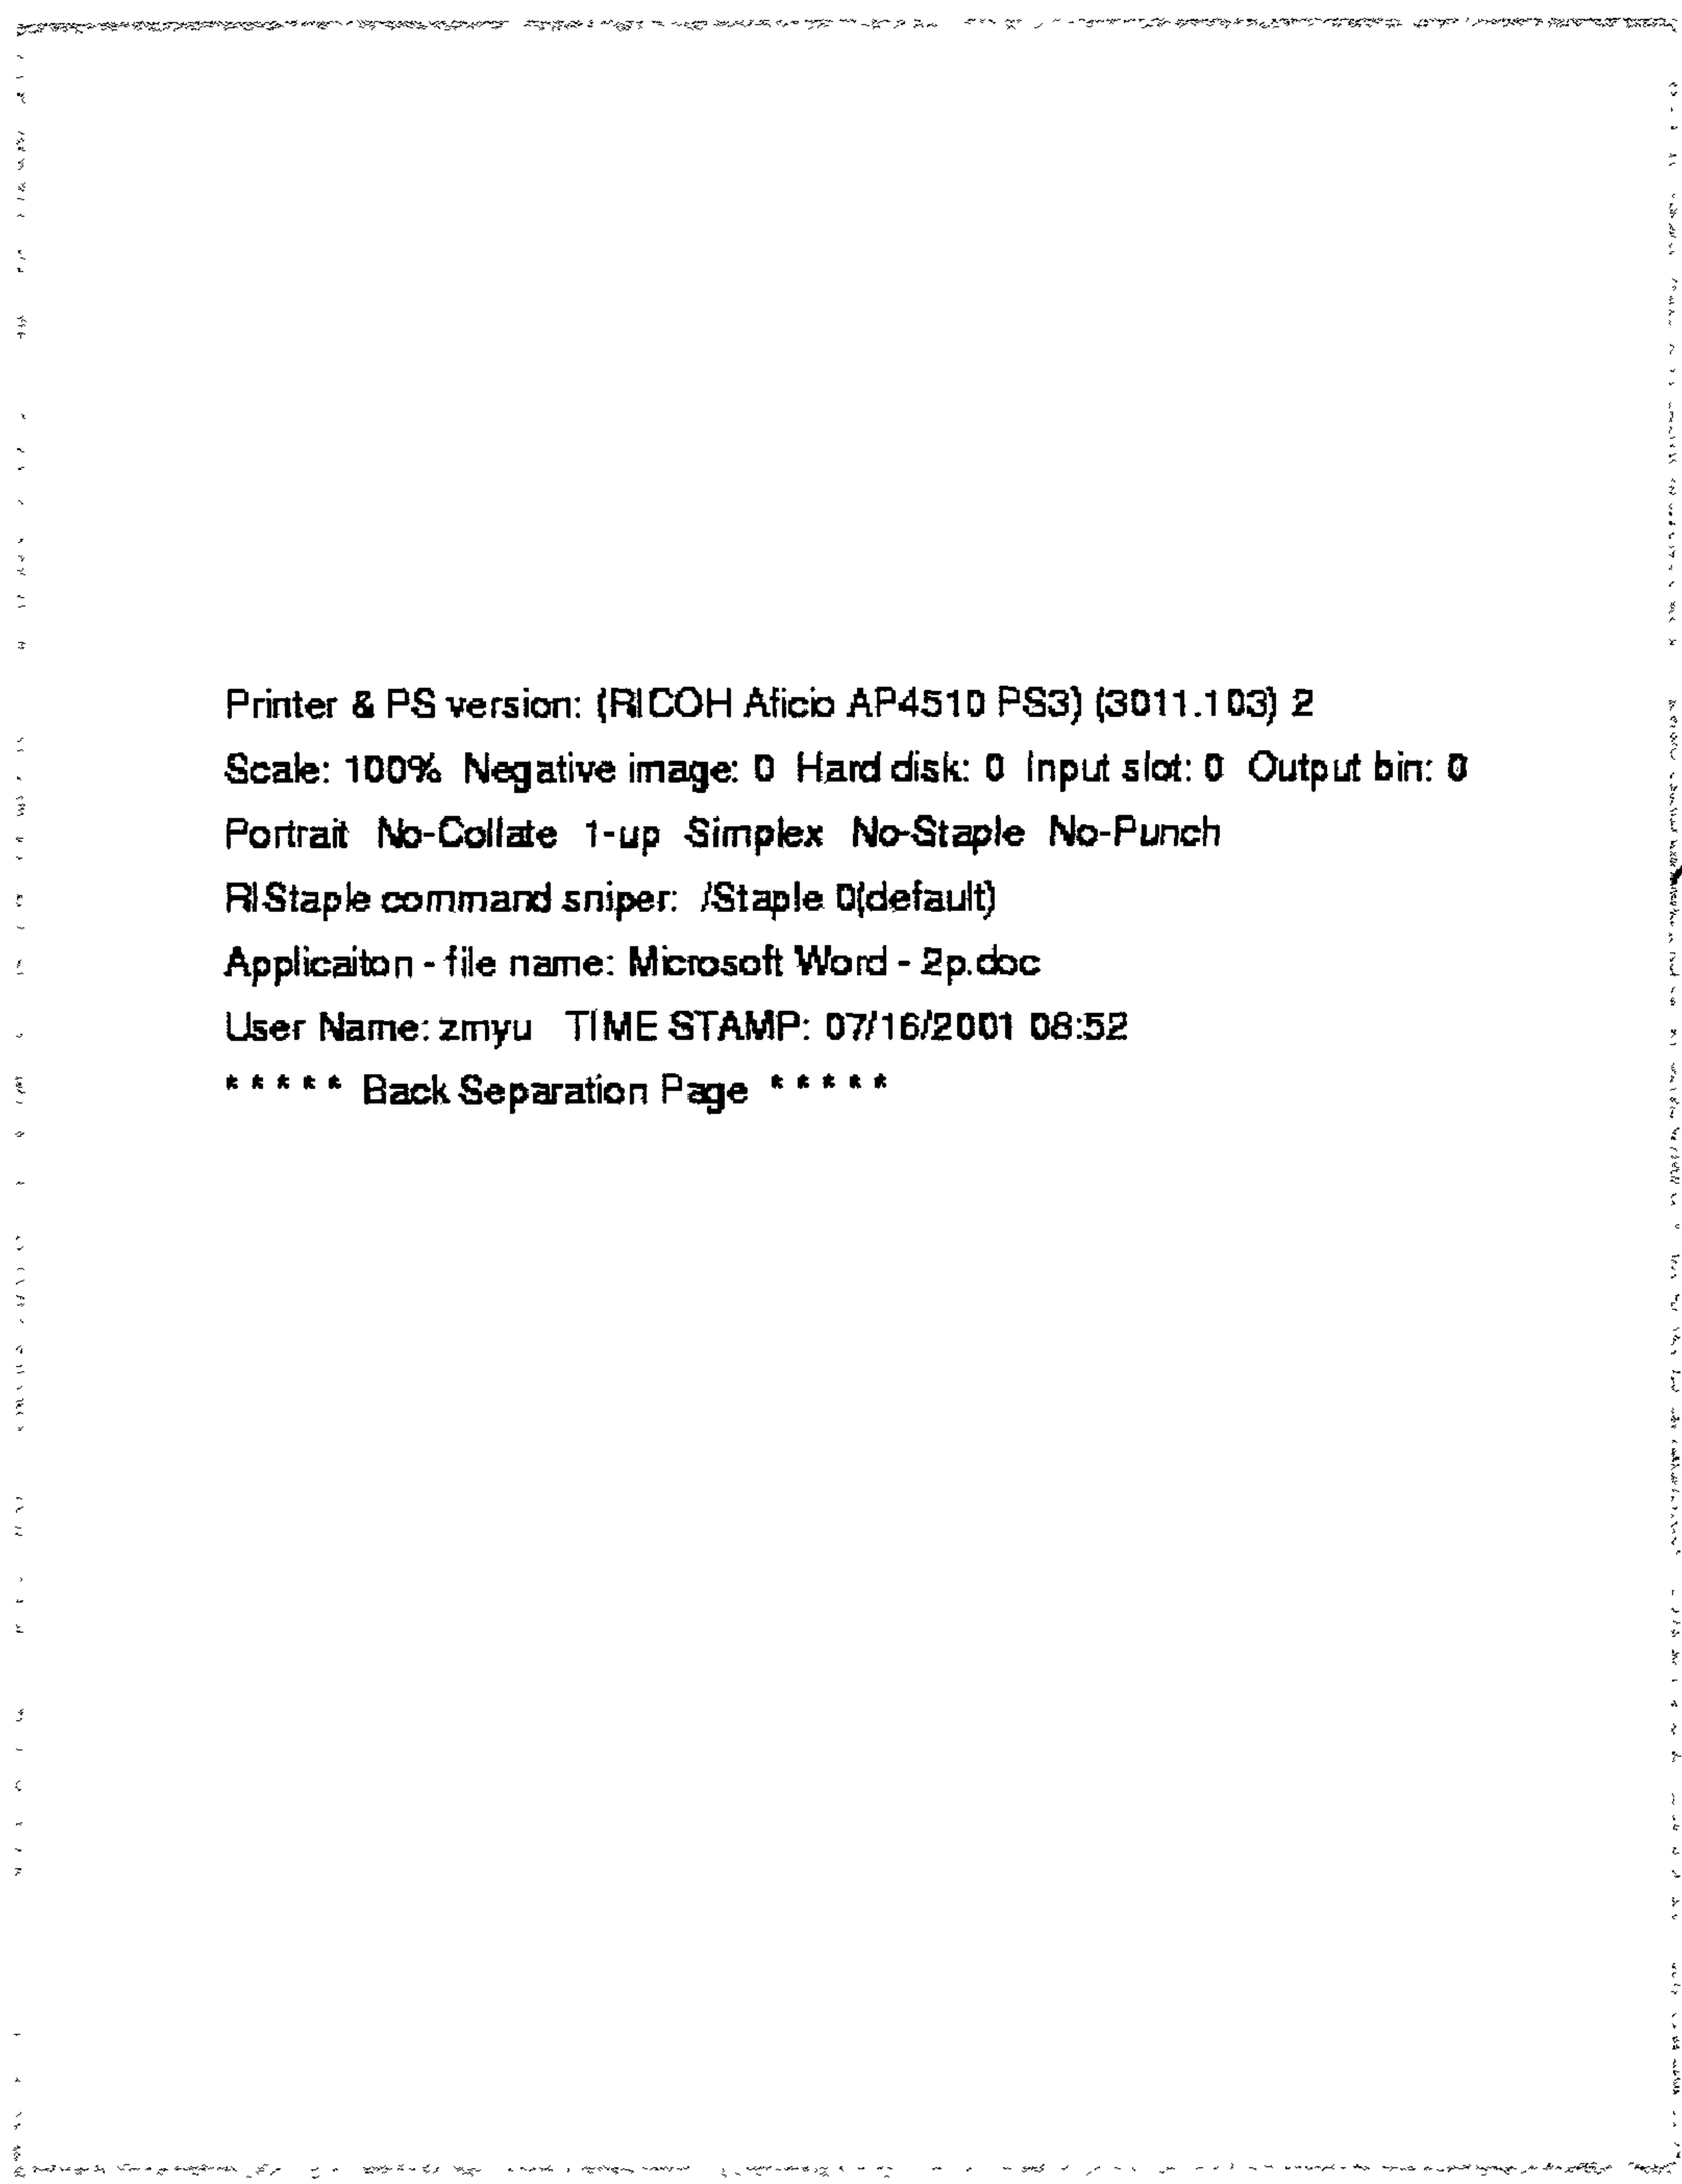 Printer & PS version: (RICOH Aficio AP4510 PS3) (3011.103) 2
Scale: 100% Negative image: 0 Hard disk: 0 Input slot: 0 Output bin: 0
Portrait No-Collate 1-up Simplex No-Staple No-Punch
RIStaple command sniper: /Staple 0(default)
Applicaiton - file name: Microsoft Word - 2p.doc
User Name: zmyu TIME STAMP: 07/16/2001 08:52
* * * * * Back Separation Page * * * * *